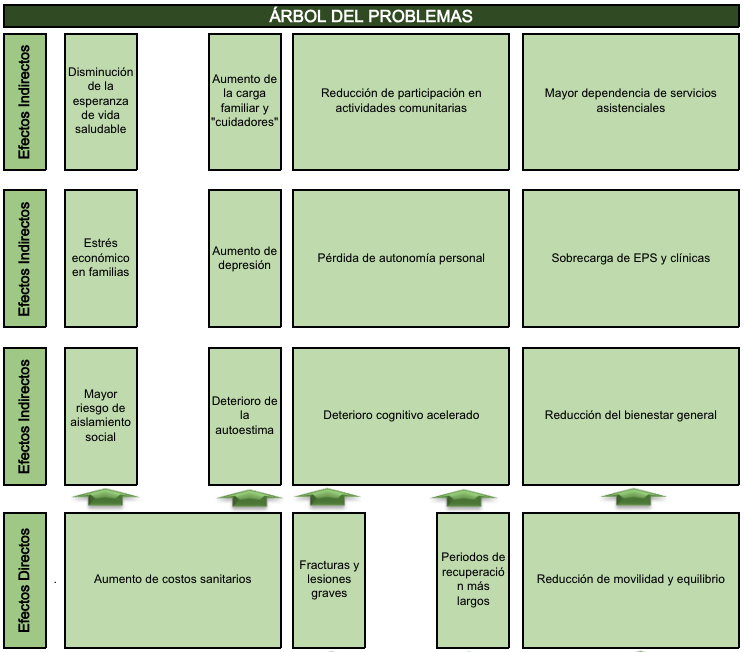 ÁRBOL DEL PROBLEMAS
Efectos Indirectos
Disminución
de la
esperanza
de vida
saludable
Aumento de
la carga
familiar y
"cuidadores"
Reducción de participación en
actividades comunitarias
Mayor dependencia de servicios
asistenciales
Efectos Indirectos
Estrés
económico
en familias
Aumento de
depresión
Pérdida de autonomía personal
Sobrecarga de EPS y clínicas
Efectos Indirectos
Mayor
riesgo de
aislamiento
social
Deterioro de
la
autoestima
Deterioro cognitivo acelerado
Reducción del bienestar general
Efectos Directos
.
Aumento de costos sanitarios
Fracturas y
lesiones
graves
Periodos de
recuperació
n más
largos
Reducción de movilidad y equilibrio